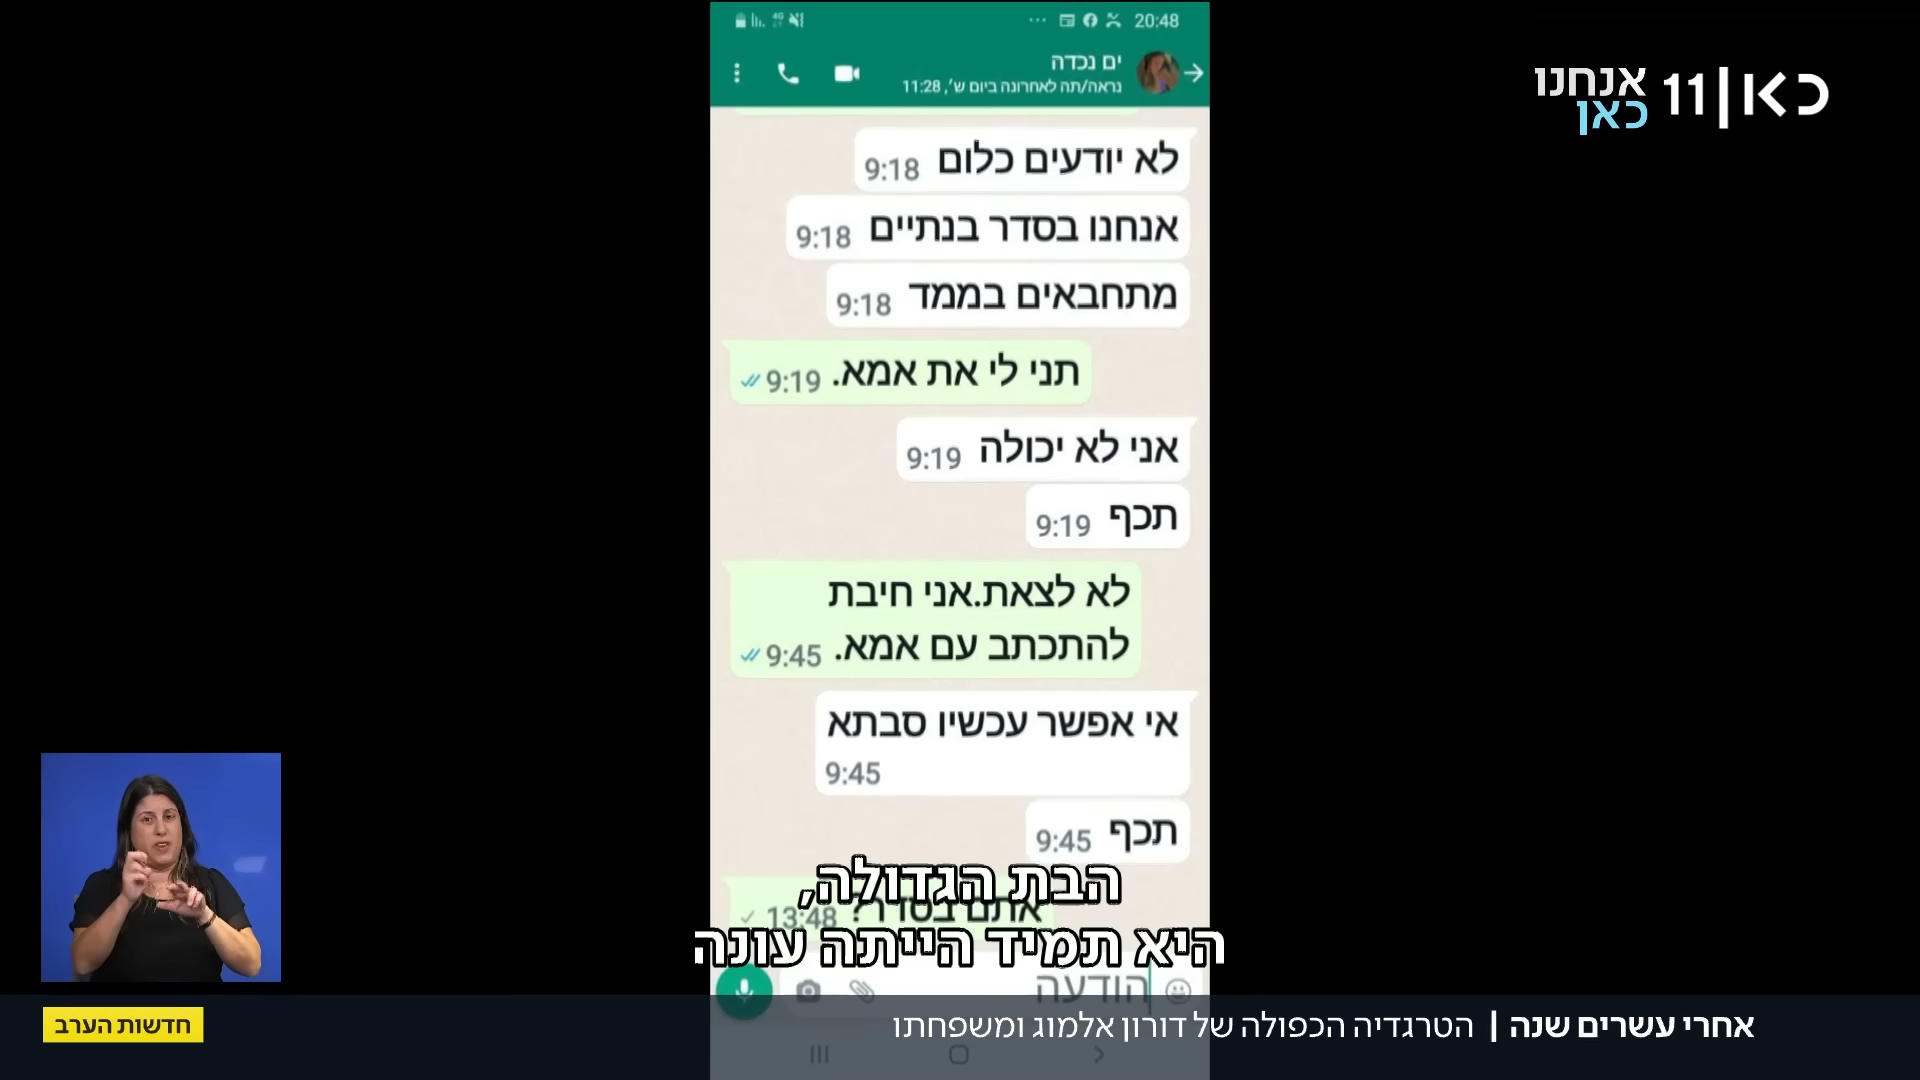 20:48
4G
ים נכדה
נראה/תה לאחרונה ביום ש׳, 11:28
אנחנו
כאן
כאן | 11
לא יודעים כלום 9:18
אנחנו בסדר בנתיים 9:18
מתחבאים בממד 9:18
תני לי את אמא. 9:19
אני לא יכולה 9:19
תכף 9:19
לא לצאת.אני חיבת
להתכתב עם אמא. 9:45
אי אפשר עכשיו סבתא
9:45
תכף 9:45
אתם בסדר? 13:48
הבת הגדולה,
היא תמיד הייתה עונה
הודעה
אחרי עשרים שנה | הטרגדיה הכפולה של דורון אלמוג ומשפחתו
חדשות הערב